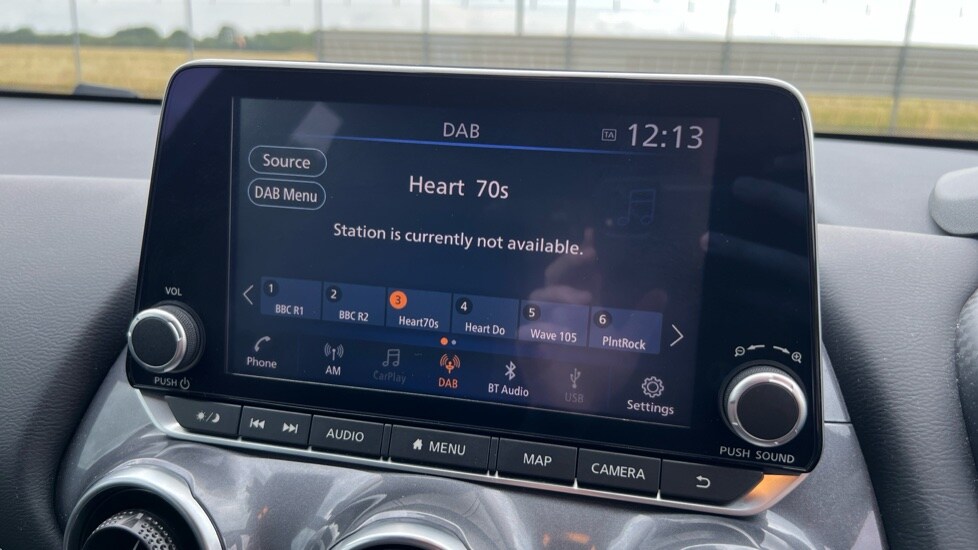 DAB
TA 12:13
Source
DAB Menu
Heart 70s
Station is currently not available.
1 BBC R1
2 BBC R2
3 Heart70s
4 Heart Do
5 Wave 105
6 PlntRock
Phone
AM
CarPlay
DAB
BT Audio
USB
Settings
VOL
PUSH
PUSH SOUND
AUDIO
MENU
MAP
CAMERA